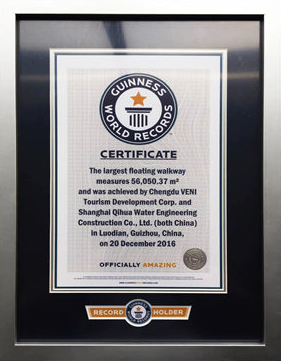 GUINNESS
WORLD RECORDS
CERTIFICATE
The largest floating walkway
measures 56,050.37 m²
and was achieved by Chengdu VENI
Tourism Development Corp. and
Shanghai Qihua Water Engineering
Construction Co., Ltd. (both China)
in Luodian, Guizhou, China,
on 20 December 2016
OFFICIALLY AMAZING
RECORD HOLDER